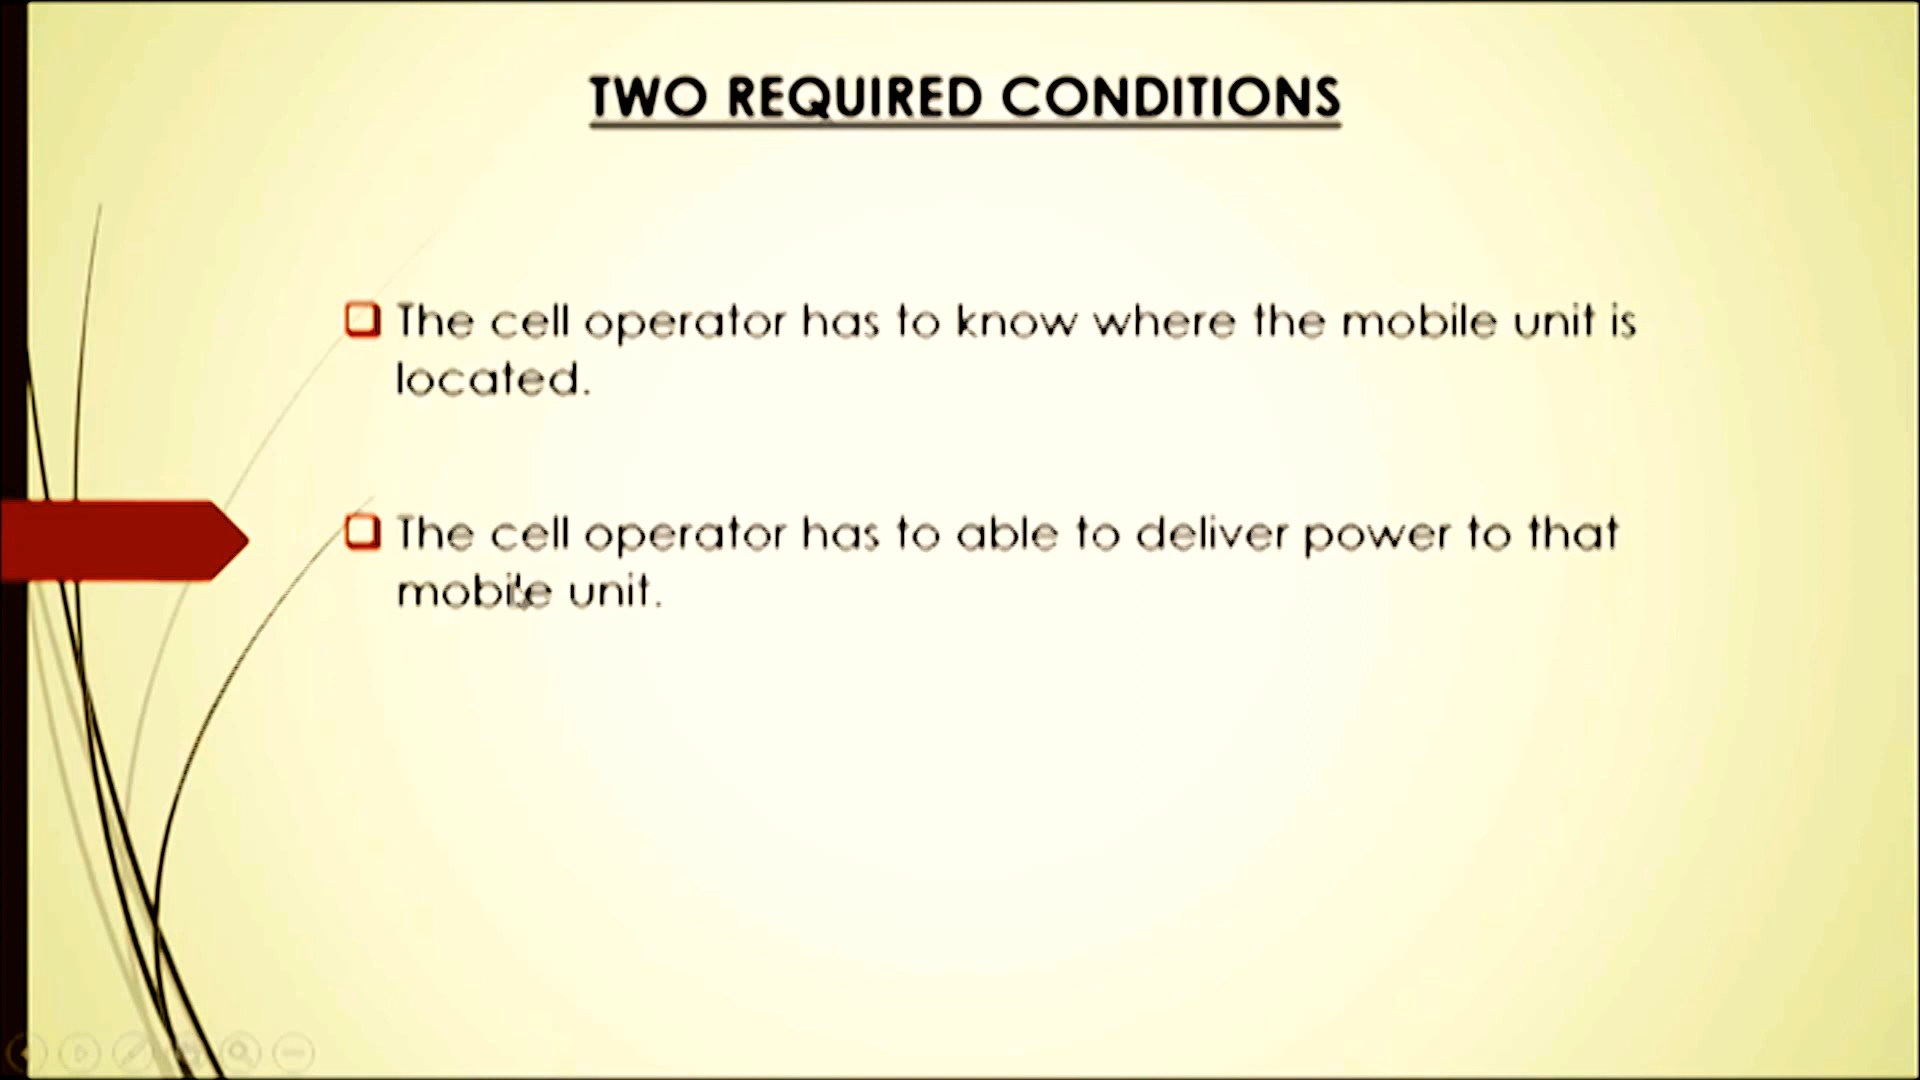 TWO REQUIRED CONDITIONS
The cell operator has to know where the mobile unit is
located.
The cell operator has to able to deliver power to that
mobile unit.